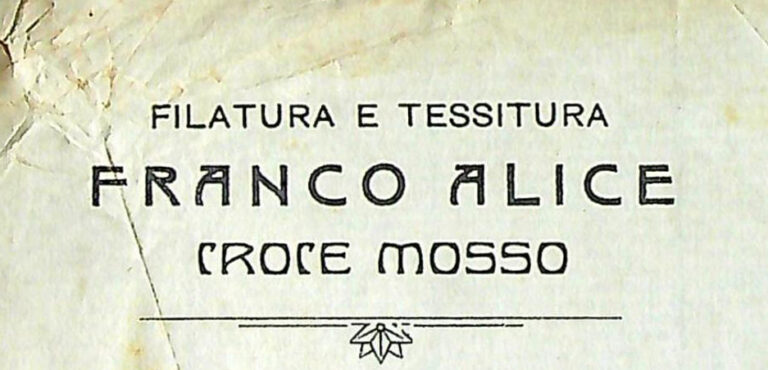 FILATURA E TESSITURA
FRANCO ALICE
CROCE MOSSO